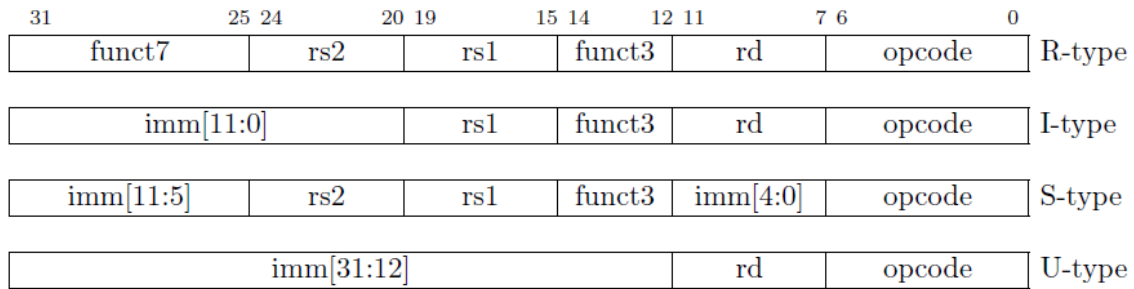 31 25 24 20 19 15 14 12 11 7 6 0
funct7 rs2 rs1 funct3 rd opcode R-type
imm[11:0] rs1 funct3 rd opcode I-type
imm[11:5] rs2 rs1 funct3 imm[4:0] opcode S-type
imm[31:12] rd opcode U-type